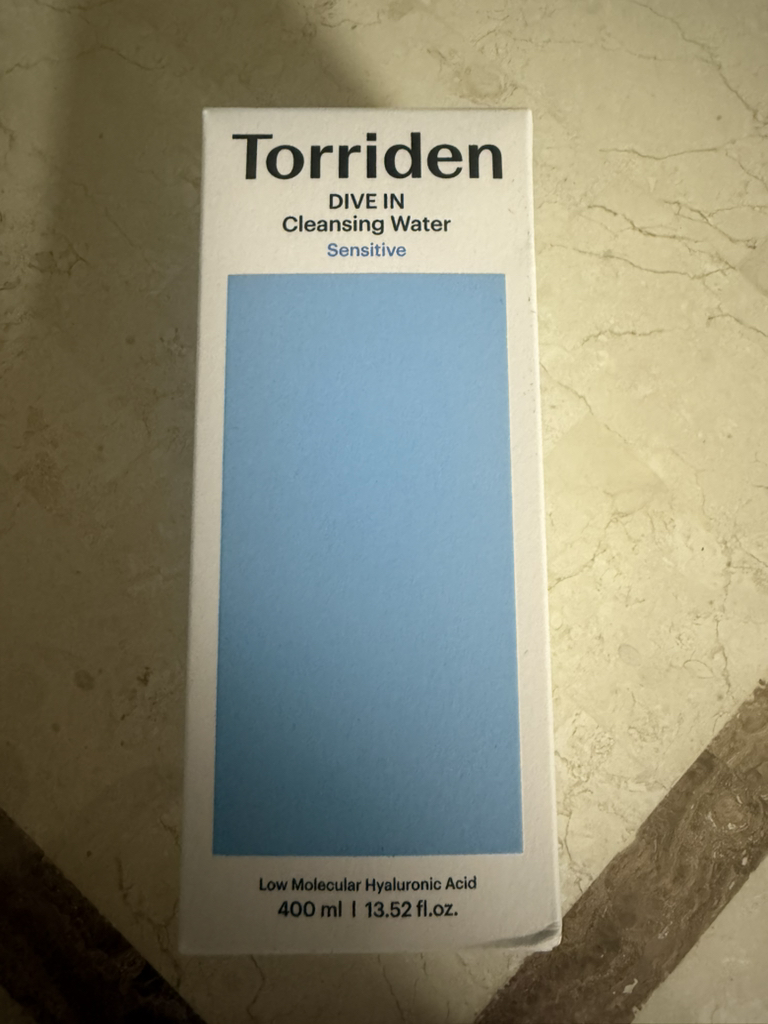 Torriden
DIVE IN
Cleansing Water
Sensitive
Low Molecular Hyaluronic Acid
400 ml | 13.52 fl.oz.